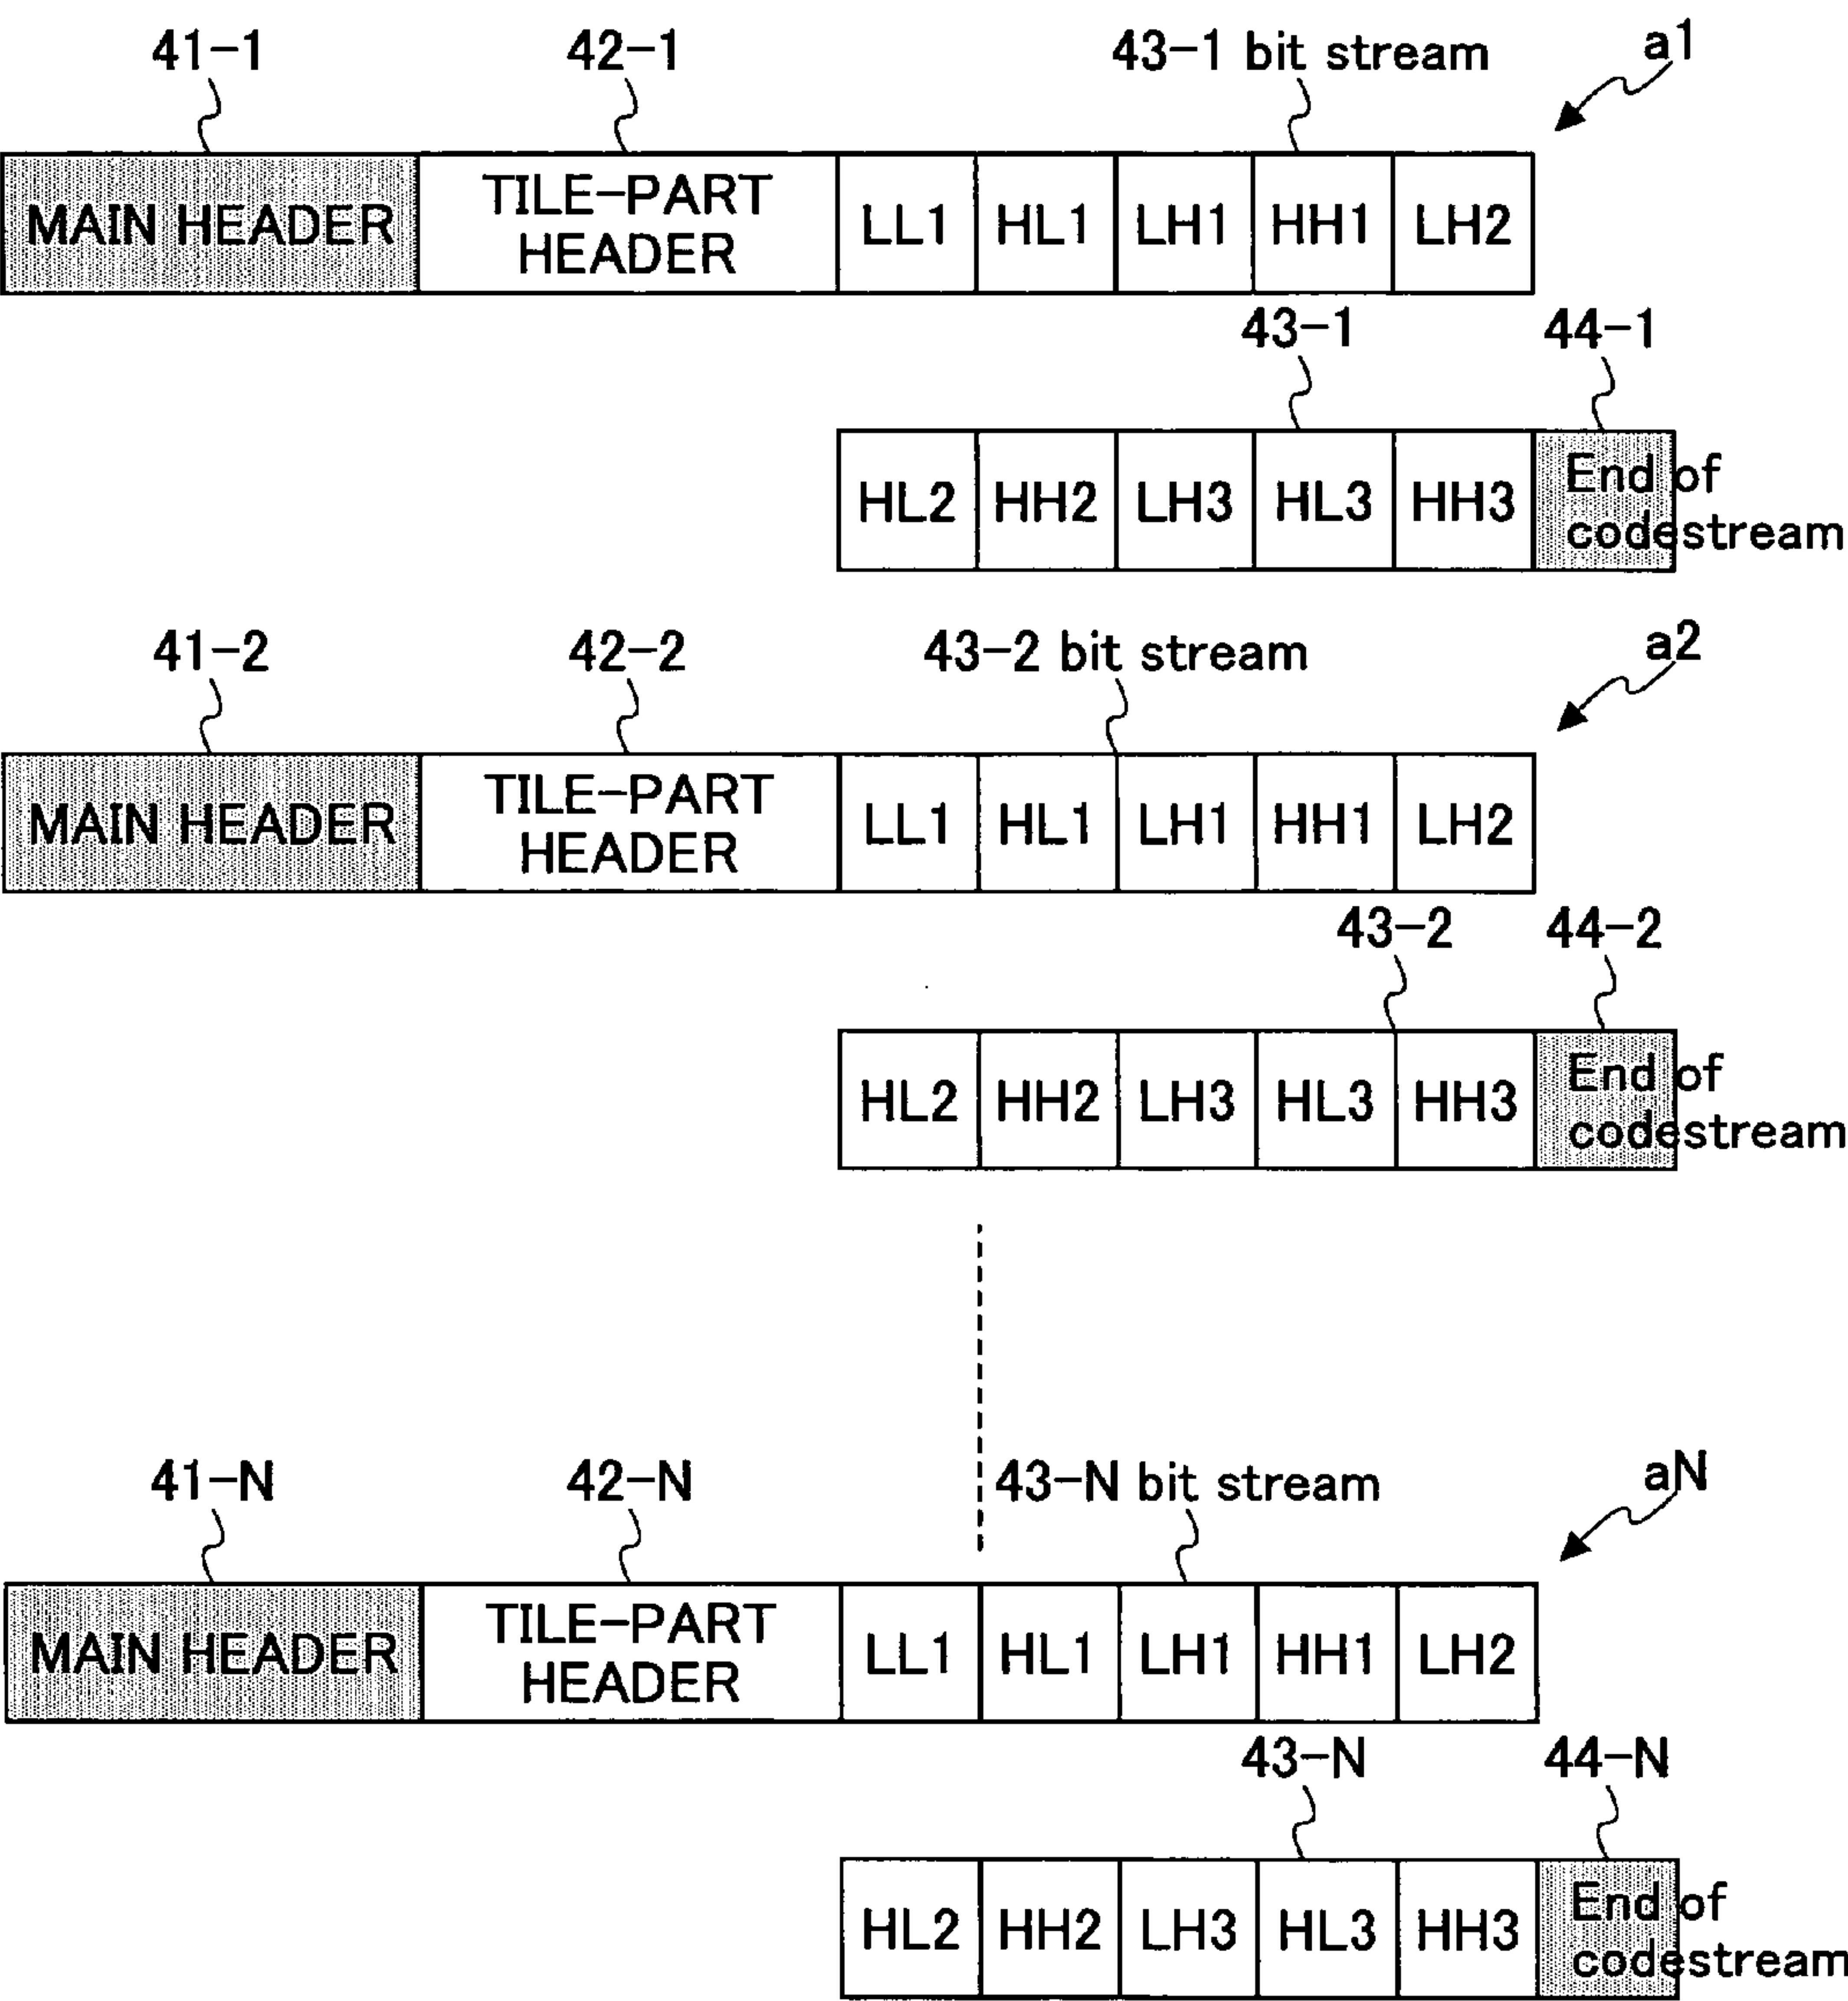 41-1 42-1 43-1 bit stream a1
MAIN HEADER TILE-PART HEADER LL1 HL1 LH1 HH1 LH2
43-1 44-1
HL2 HH2 LH3 HL3 HH3 End of codestream
41-2 42-2 43-2 bit stream a2
MAIN HEADER TILE-PART HEADER LL1 HL1 LH1 HH1 LH2
43-2 44-2
HL2 HH2 LH3 HL3 HH3 End of codestream
41-N 42-N 43-N bit stream aN
MAIN HEADER TILE-PART HEADER LL1 HL1 LH1 HH1 LH2
43-N 44-N
HL2 HH2 LH3 HL3 HH3 End of codestream